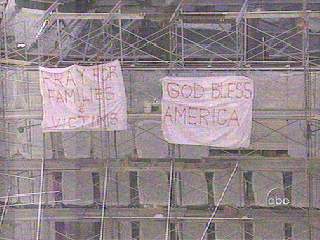 PRAY FOR
FAMILIES
&
VICTIMS
GOD BLESS
AMERICA
abc